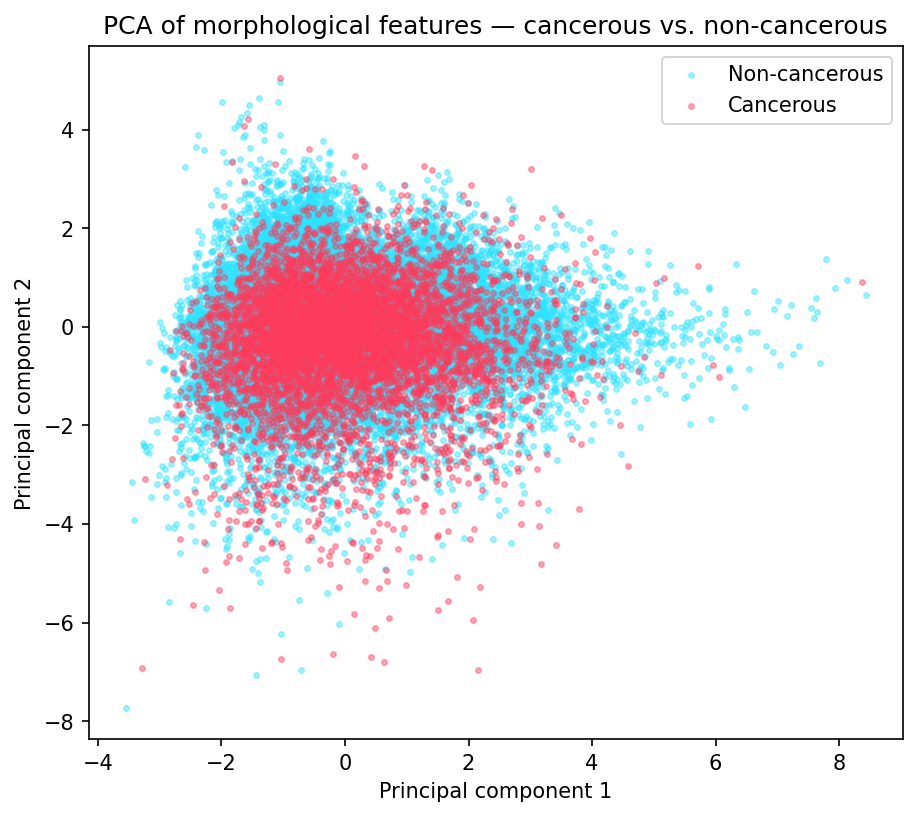 PCA of morphological features — cancerous vs. non-cancerous
Non-cancerous
Cancerous
Principal component 2
4
2
0
−2
−4
−6
−8
−4
−2
0
2
4
6
8
Principal component 1